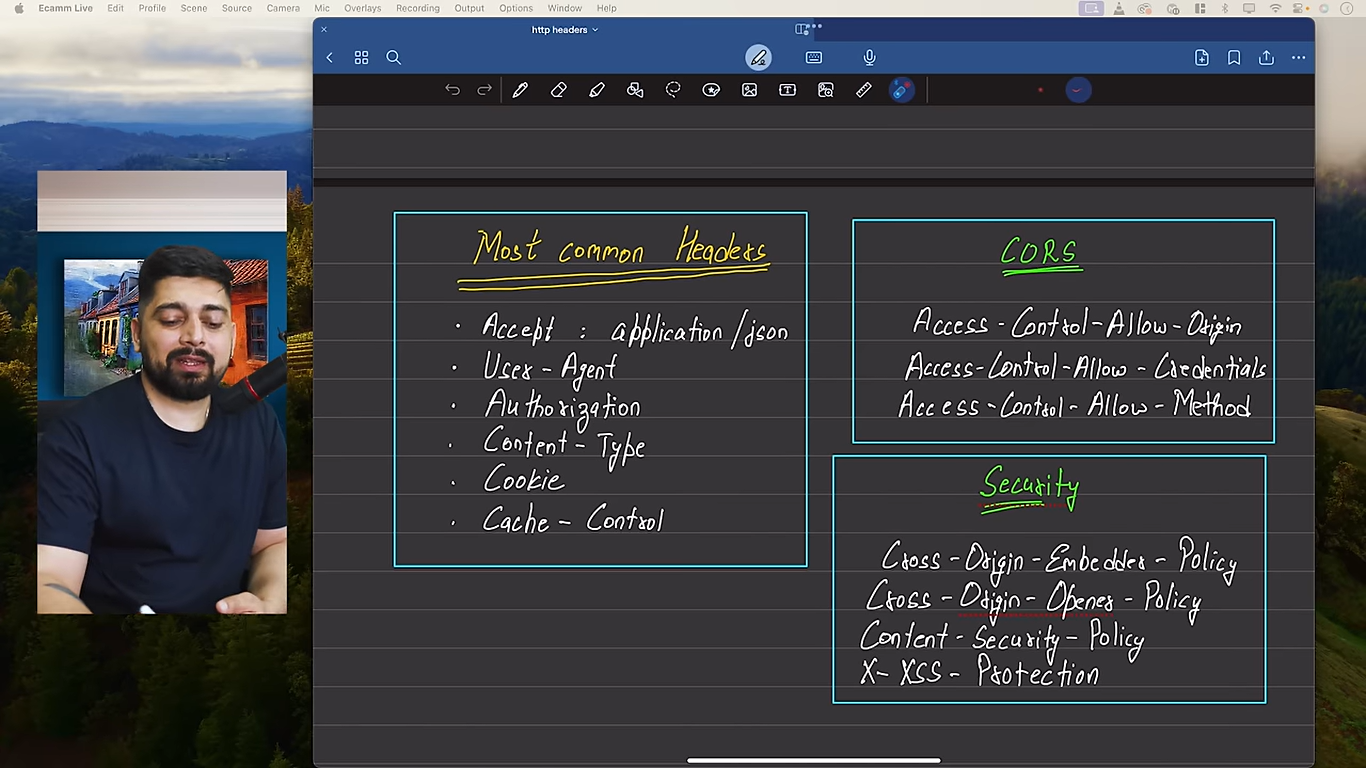 Ecamm Live Edit Profile Scene Source Camera Mic Overlays Recording Output Options Window Help
http headers
Most common Headers
· Accept : application/json
· User - Agent
· Authorization
· Content - Type
· Cookie
· Cache - Control
CORS
Access - Control - Allow - Origin
Access - Control - Allow - Credentials
Access - Control - Allow - Method
Security
Cross - Origin - Embedder - Policy
Cross - Origin - Opener - Policy
Content - Security - Policy
X - XSS - Protection